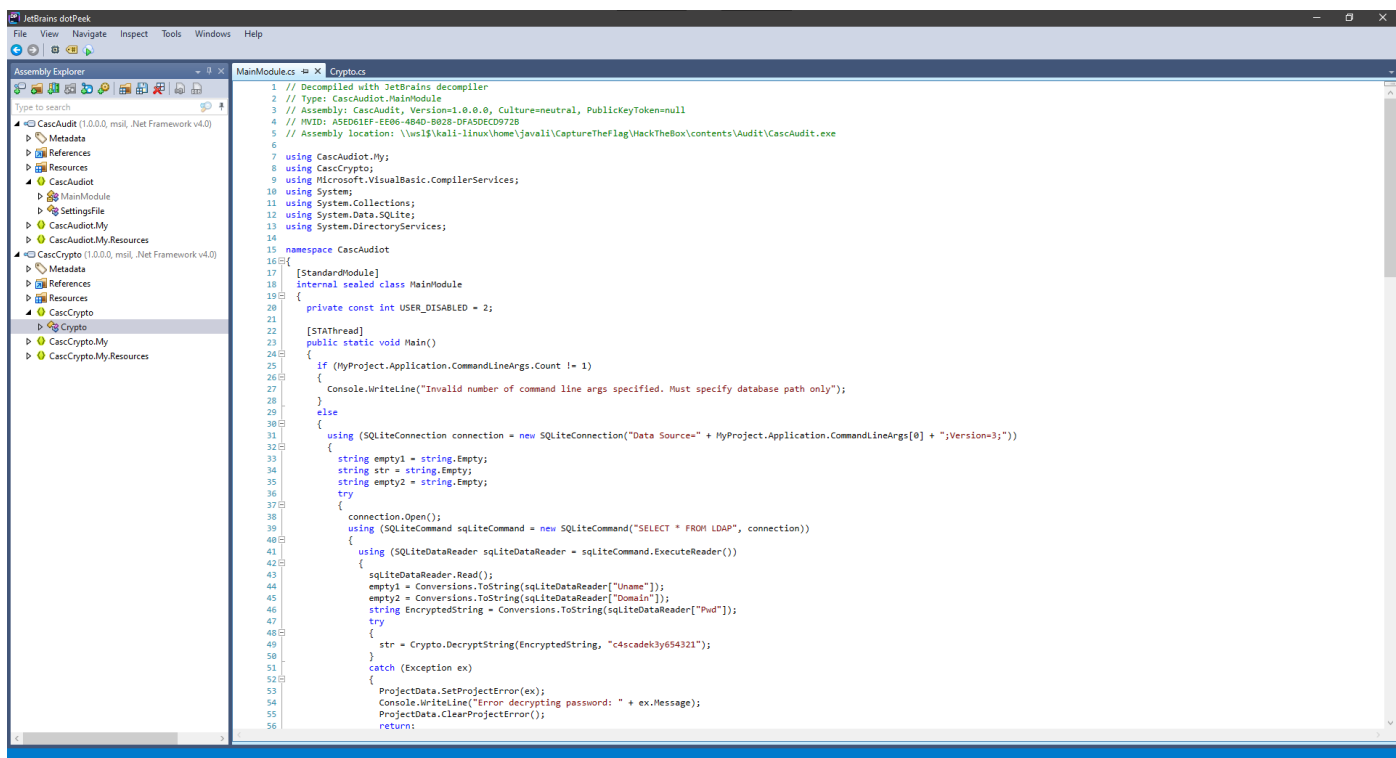 JetBrains dotPeek
File View Navigate Inspect Tools Windows Help
Assembly Explorer
Type to search
CascAudit (1.0.0.0, msil, .Net Framework v4.0)
Metadata
References
Resources
CascAudiot
MainModule
SettingsFile
CascAudiot.My
CascAudiot.My.Resources
CascCrypto (1.0.0.0, msil, .Net Framework v4.0)
Metadata
References
Resources
CascCrypto
Crypto
CascCrypto.My
CascCrypto.My.Resources
MainModule.cs Crypto.cs
1 // Decompiled with JetBrains decompiler
2 // Type: CascAudiot.MainModule
3 // Assembly: CascAudit, Version=1.0.0.0, Culture=neutral, PublicKeyToken=null
4 // MVID: A5ED61EF-EE06-4B4D-B028-DFA5DECD972B
5 // Assembly location: \\wsl$\kali-linux\home\javali\CaptureTheFlag\HackTheBox\contents\Audit\CascAudit.exe
6
7 using CascAudiot.My;
8 using CascCrypto;
9 using Microsoft.VisualBasic.CompilerServices;
10 using System;
11 using System.Collections;
12 using System.Data.SQLite;
13 using System.DirectoryServices;
14
15 namespace CascAudiot
16 {
17 [StandardModule]
18 internal sealed class MainModule
19 {
20 private const int USER_DISABLED = 2;
21
22 [STAThread]
23 public static void Main()
24 {
25 if (MyProject.Application.CommandLineArgs.Count != 1)
26 {
27 Console.WriteLine("Invalid number of command line args specified. Must specify database path only");
28 }
29 else
30 {
31 using (SQLiteConnection connection = new SQLiteConnection("Data Source=" + MyProject.Application.CommandLineArgs[0] + ";Version=3;"))
32 {
33 string empty1 = string.Empty;
34 string str = string.Empty;
35 string empty2 = string.Empty;
36 try
37 {
38 connection.Open();
39 using (SQLiteCommand sqLiteCommand = new SQLiteCommand("SELECT * FROM LDAP", connection))
40 {
41 using (SQLiteDataReader sqLiteDataReader = sqLiteCommand.ExecuteReader())
42 {
43 sqLiteDataReader.Read();
44 empty1 = Conversions.ToString(sqLiteDataReader["Uname"]);
45 empty2 = Conversions.ToString(sqLiteDataReader["Domain"]);
46 string EncryptedString = Conversions.ToString(sqLiteDataReader["Pwd"]);
47 try
48 {
49 str = Crypto.DecryptString(EncryptedString, "c4scadek3y654321");
50 }
51 catch (Exception ex)
52 {
53 ProjectData.SetProjectError(ex);
54 Console.WriteLine("Error decrypting password: " + ex.Message);
55 ProjectData.ClearProjectError();
56 return;